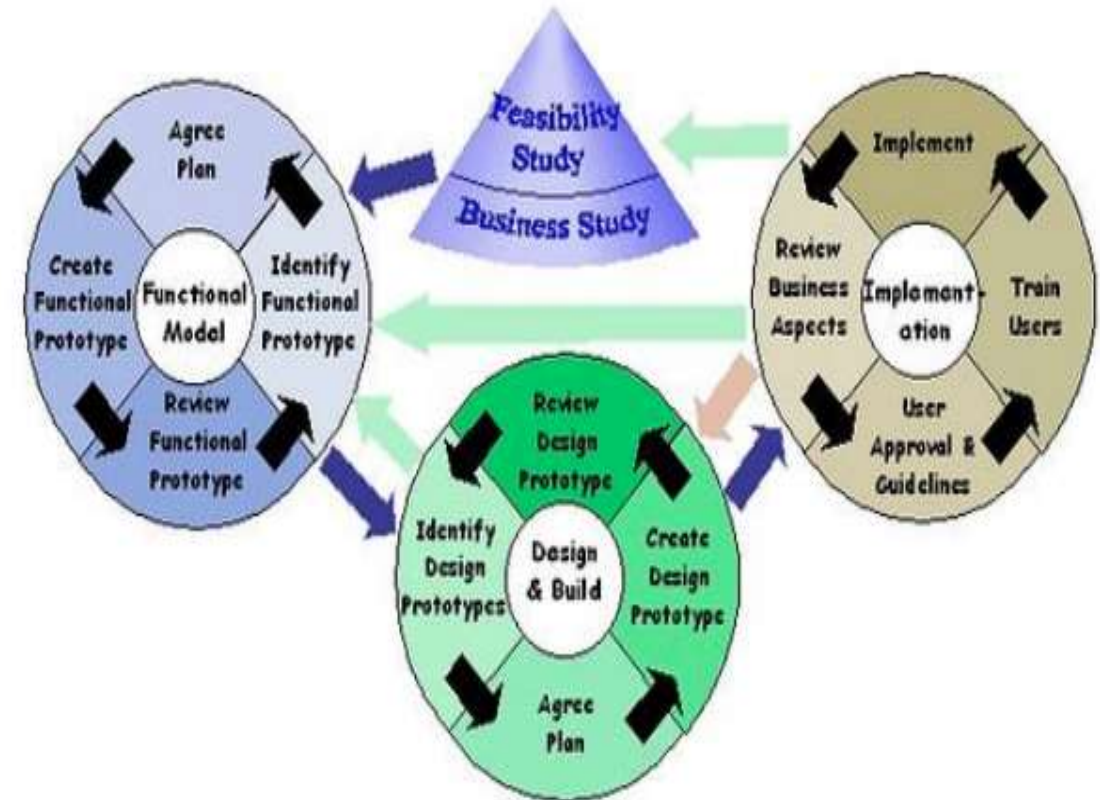 Feasibility
Study
Business Study
Agree
Plan
Create
Functional
Prototype
Functional
Model
Identify
Functional
Prototype
Review
Functional
Prototype
Implement
Review
Business
Aspects
Implement-
ation
Train
Users
User
Approval &
Guidelines
Review
Design
Prototype
Identify
Design
Prototypes
Design
& Build
Create
Design
Prototype
Agree
Plan